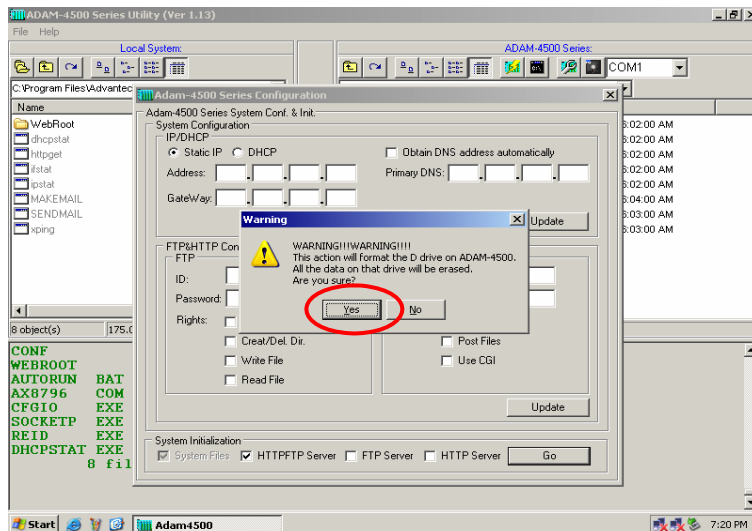 ADAM-4500 Series Utility (Ver 1.13)
File Help
Local System:
ADAM-4500 Series:
COM1
C:\Program Files\Advantec
Name
WebRoot
dhcpstat
httpget
ifstat
ipstat
MAKEMAIL
SENDMAIL
xping
6:02:00 AM
6:02:00 AM
6:02:00 AM
6:02:00 AM
6:02:00 AM
6:04:00 AM
6:03:00 AM
6:03:00 AM
8 object(s)
175.0
Adam-4500 Series Configuration
Adam-4500 Series System Conf. & Init.
System Configuration
IP/DHCP
Static IP DHCP
Obtain DNS address automatically
Address:
Primary DNS:
GateWay:
Update
FTP&HTTP Con
FTP
ID:
Password:
Rights:
Creat/Del. Dir.
Write File
Read File
Post Files
Use CGI
Update
System Initialization
System Files HTTPFTP Server FTP Server HTTP Server Go
Warning
WARNING!!!WARNING!!!!
This action will format the D drive on ADAM-4500.
All the data on that drive will be erased.
Are you sure?
Yes No
CONF
WEBROOT
AUTORUN BAT
AX8796 COM
CFGIO EXE
SOCKETP EXE
REID EXE
DHCPSTAT EXE
8 fil
Start
Adam4500
7:20 PM